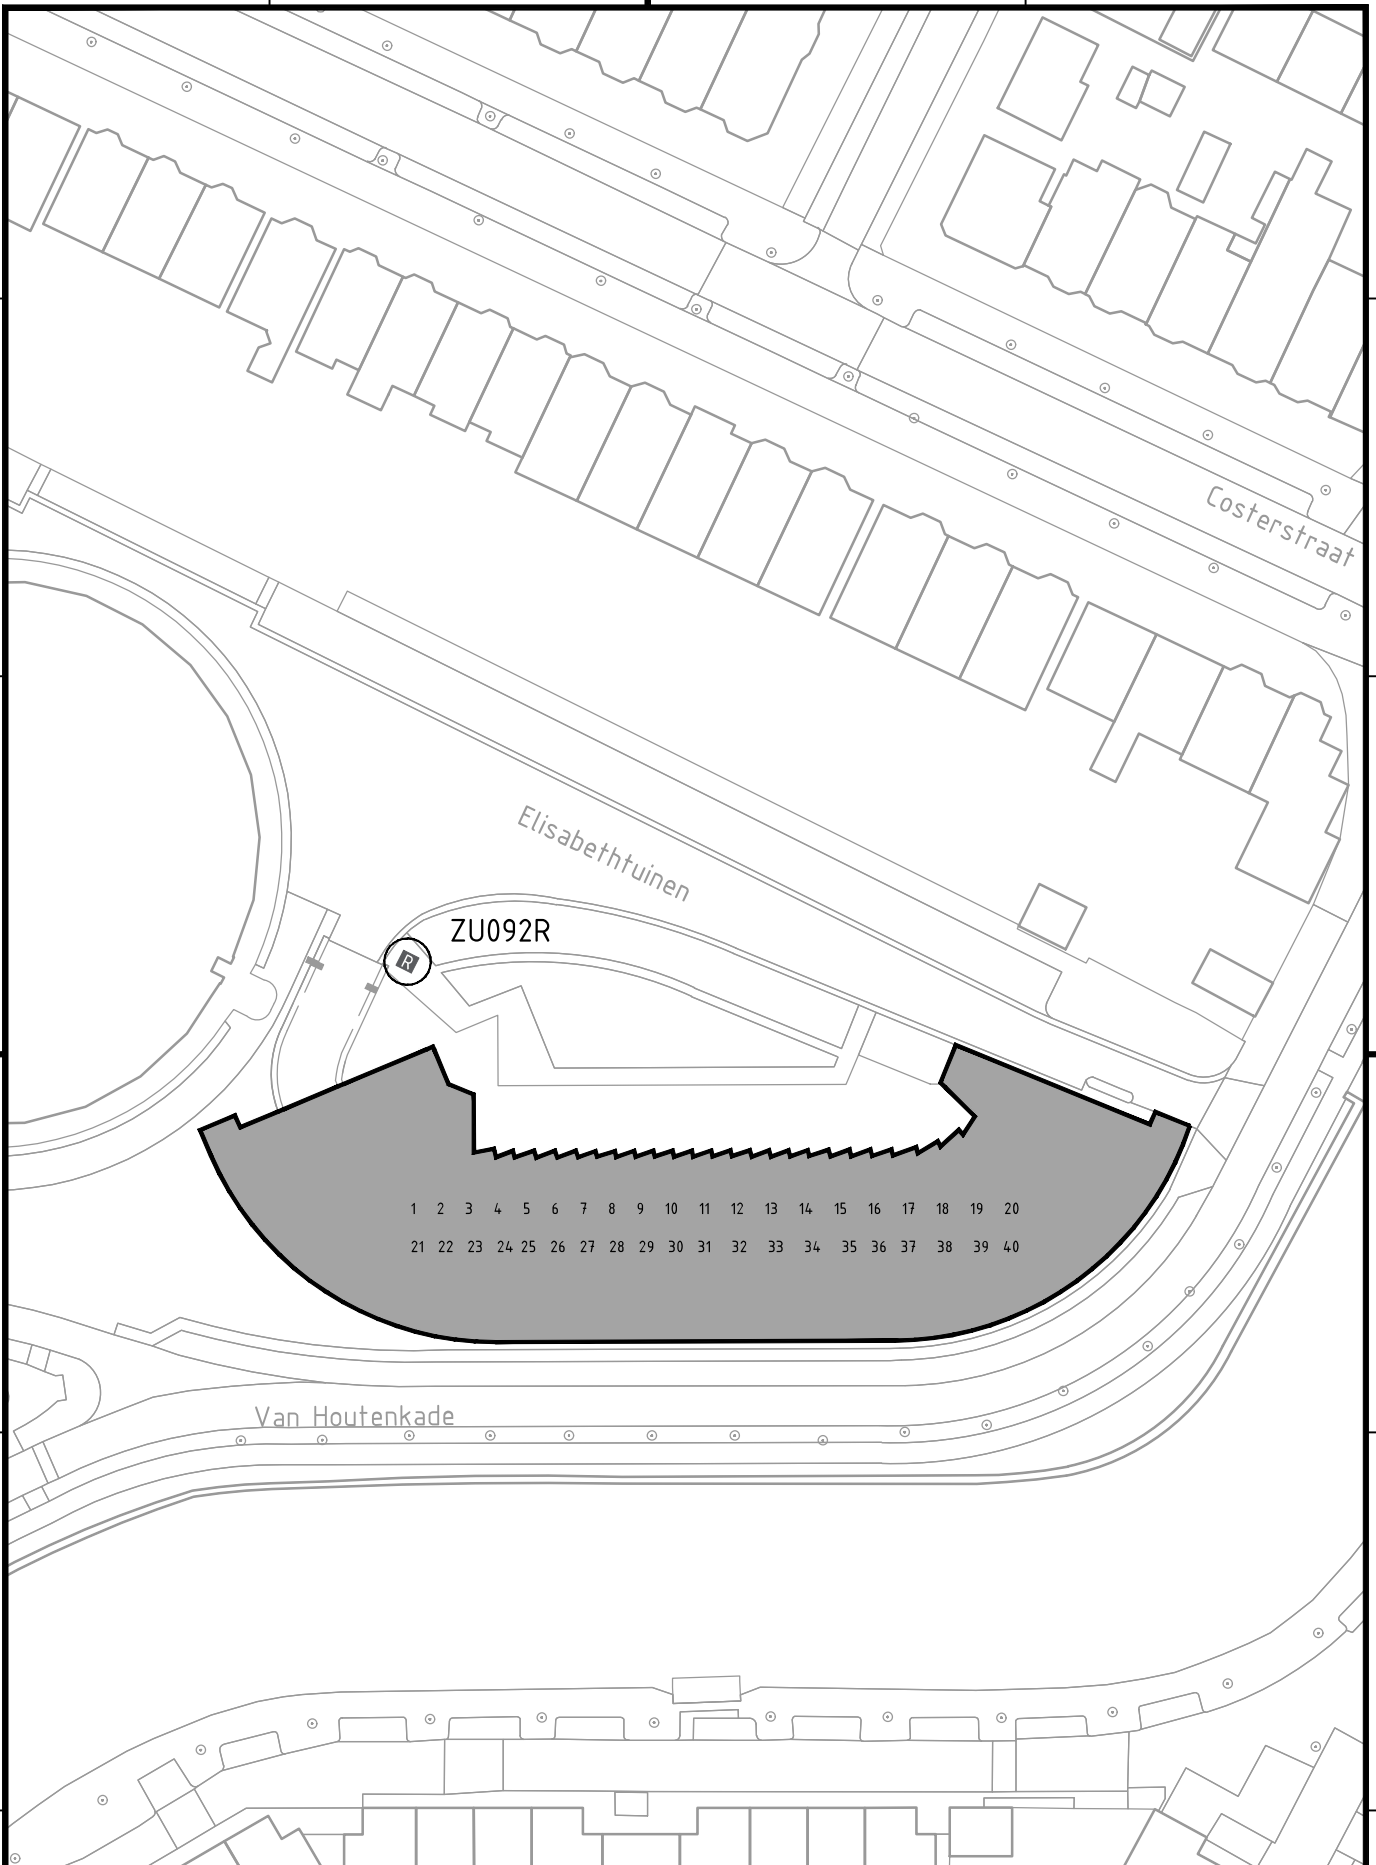 Costerstraat
Elisabethtuinen
ZU092R
R
1 2 3 4 5 6 7 8 9 10 11 12 13 14 15 16 17 18 19 20
21 22 23 24 25 26 27 28 29 30 31 32 33 34 35 36 37 38 39 40
Van Houtenkade